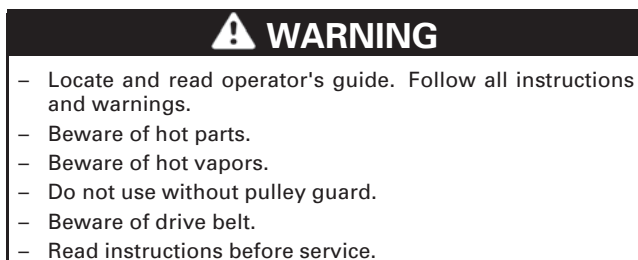 WARNING
– Locate and read operator's guide. Follow all instructions
and warnings.
– Beware of hot parts.
– Beware of hot vapors.
– Do not use without pulley guard.
– Beware of drive belt.
– Read instructions before service.